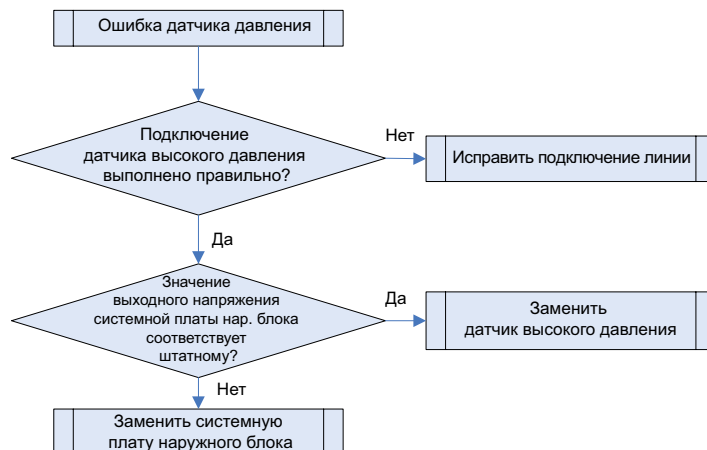 Ошибка датчика давления
Подключение
датчика высокого давления
выполнено правильно?
Нет
Исправить подключение линии
Да
Значение
выходного напряжения
системной платы нар. блока
соответствует
штатному?
Да
Заменить
датчик высокого давления
Нет
Заменить системную
плату наружного блока